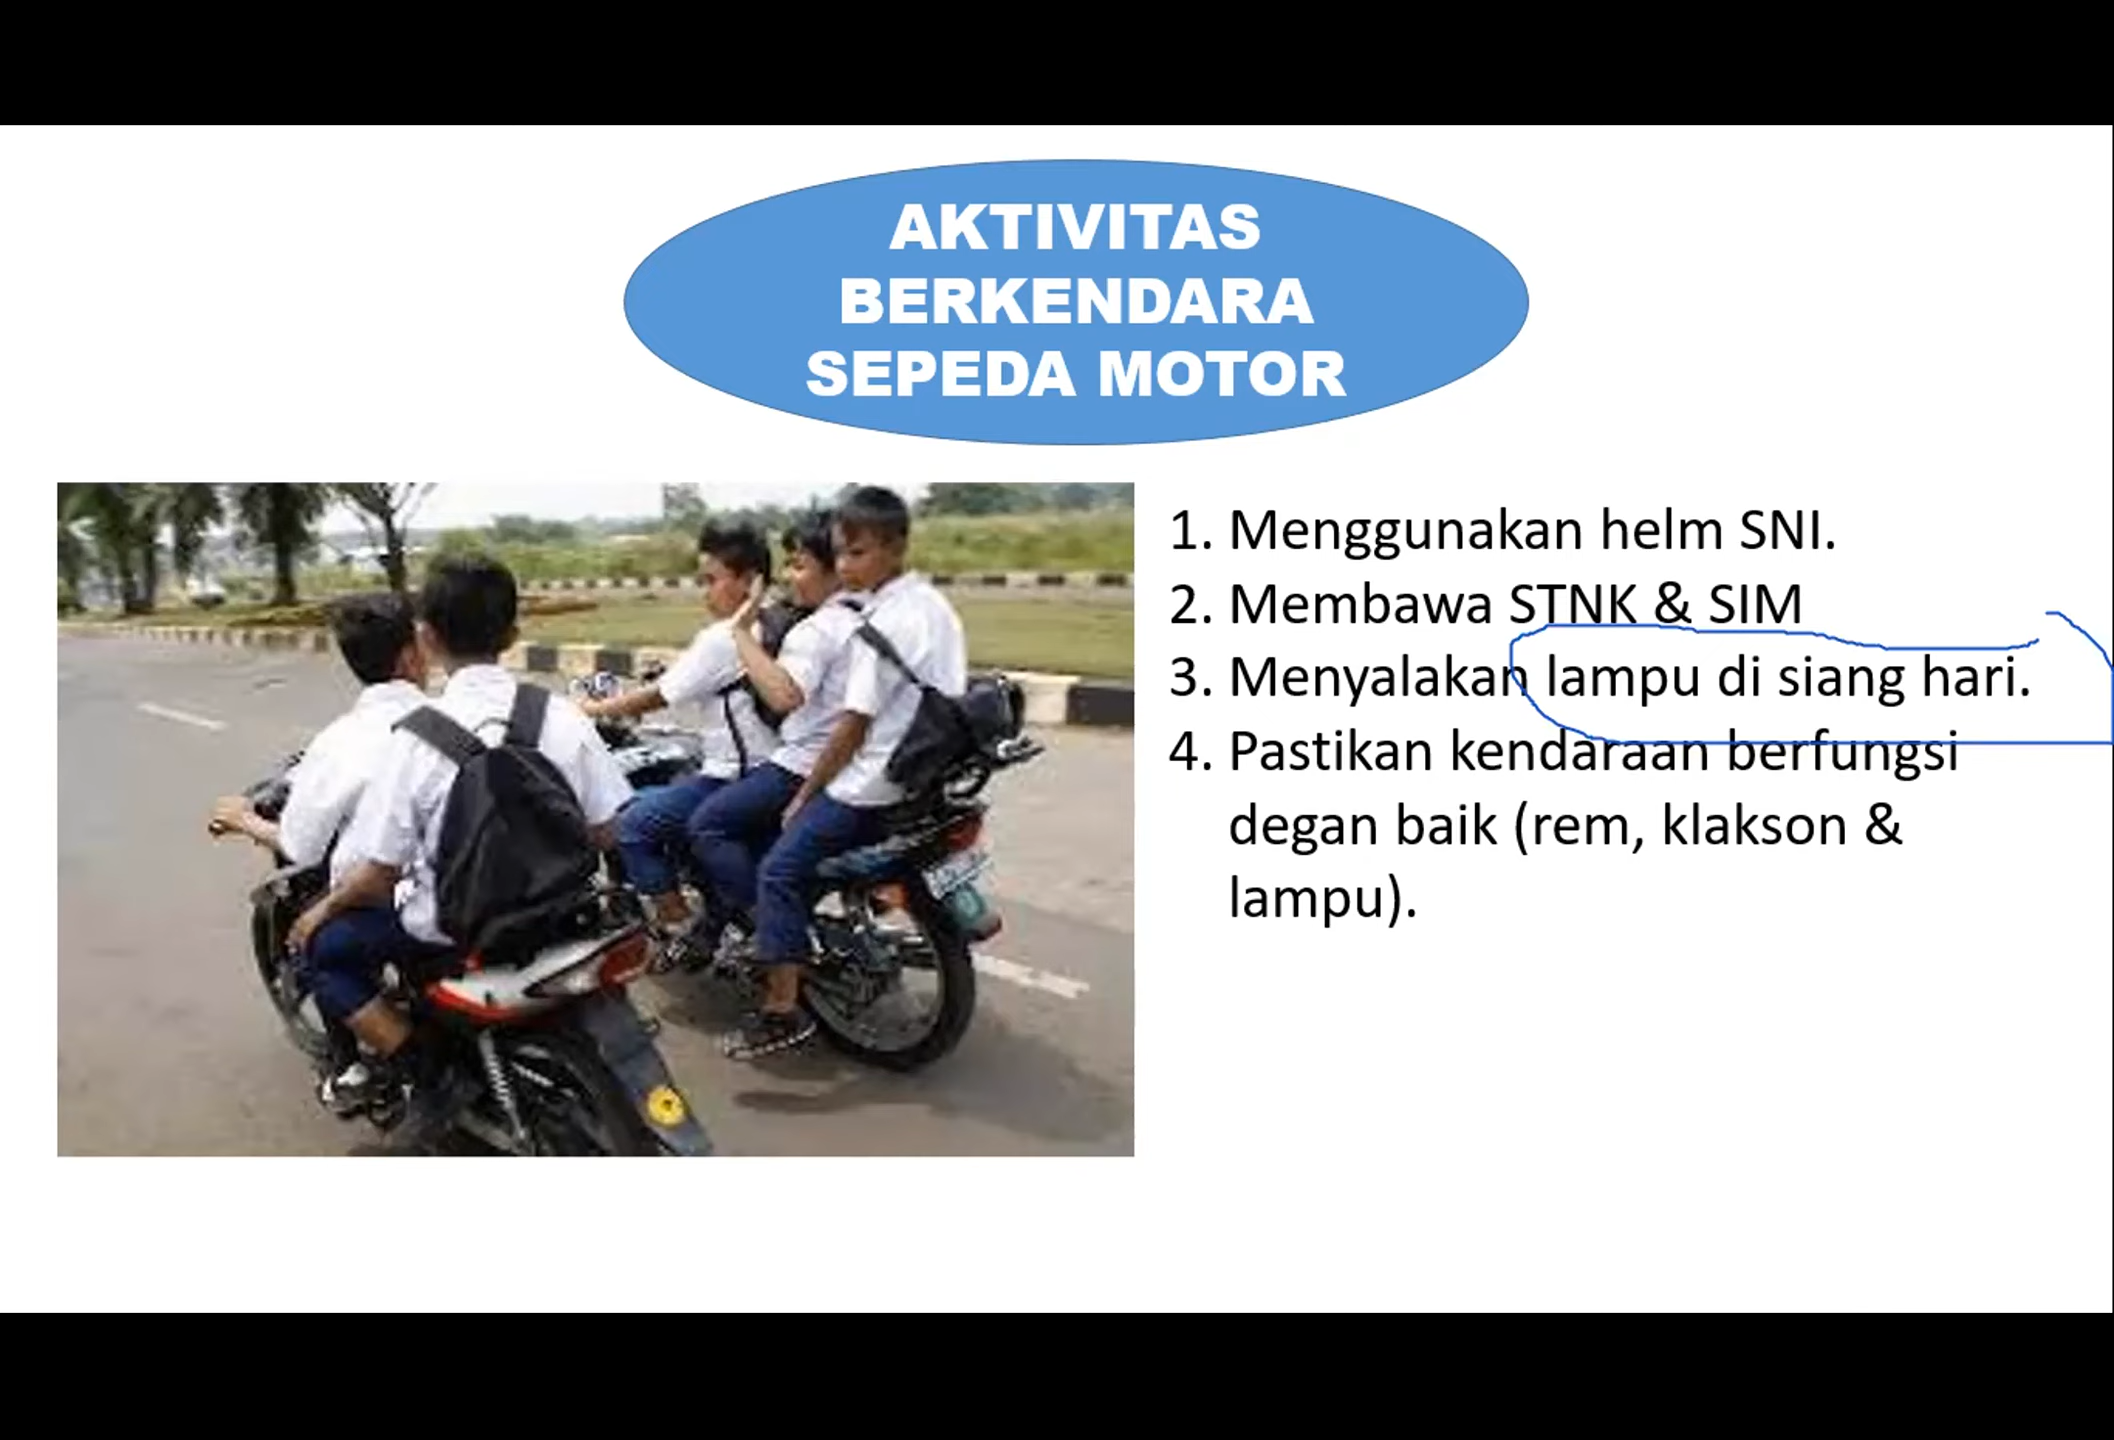 AKTIVITAS
BERKENDARA
SEPEDA MOTOR
1. Menggunakan helm SNI.
2. Membawa STNK & SIM
3. Menyalakan lampu di siang hari.
4. Pastikan kendaraan berfungsi
degan baik (rem, klakson &
lampu).